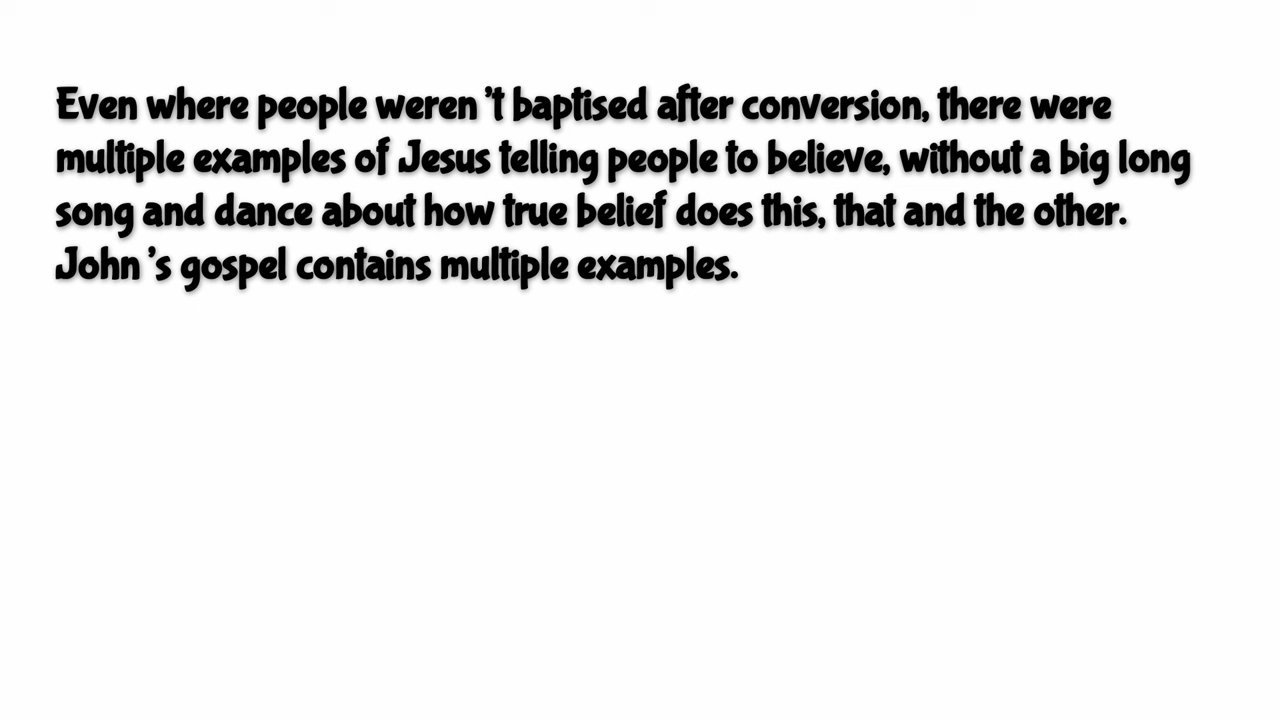 Even where people weren't baptised after conversion, there were
multiple examples of Jesus telling people to believe, without a big long
song and dance about how true belief does this, that and the other.
John's gospel contains multiple examples.